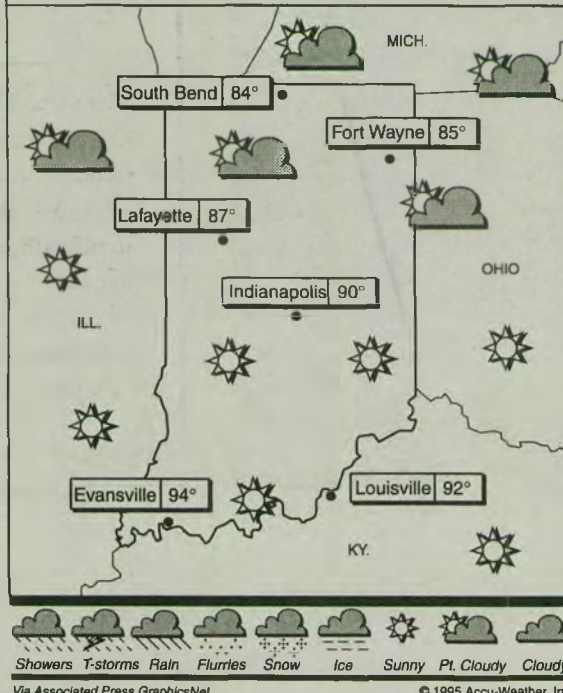 MICH.
South Bend 84°
Fort Wayne 85°
Lafayette 87°
OHIO
Indianapolis 90°
ILL.
Evansville 94°
Louisville 92°
KY.
Showers T-storms Rain Flurries Snow Ice Sunny Pt. Cloudy Cloudy
Via Associated Press GraphicsNet
© 1995 Accu-Weather, In